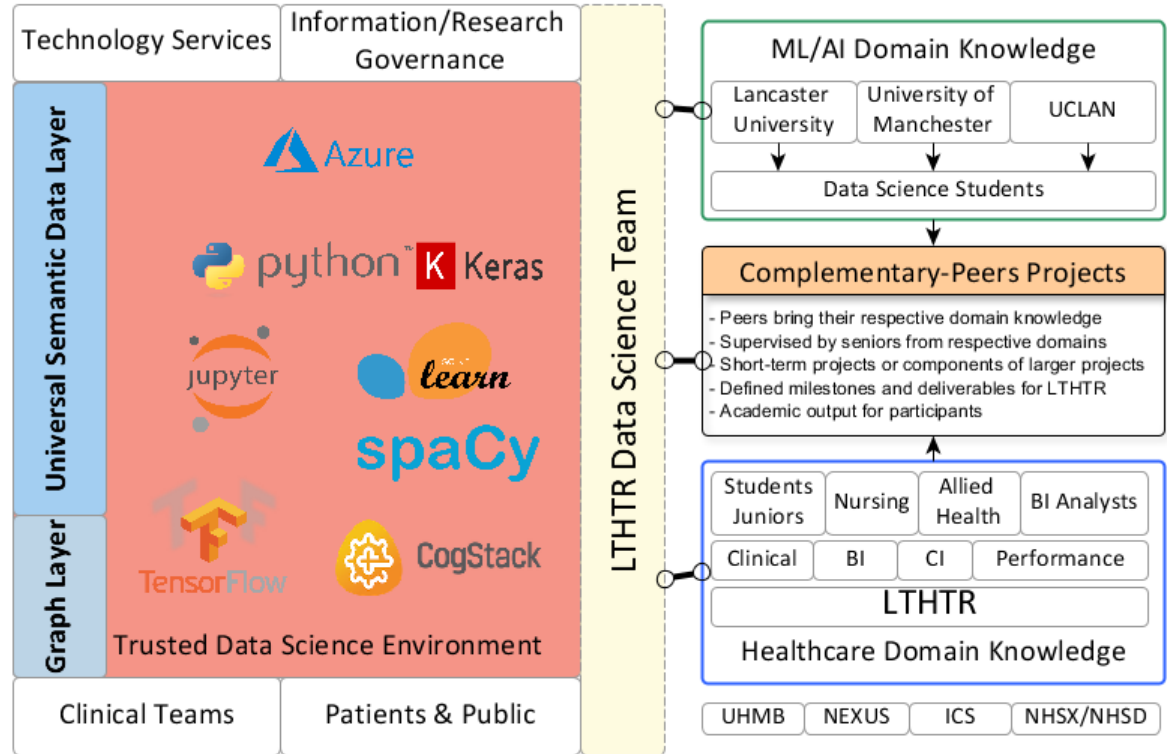 Technology Services
Information/Research
Governance
Universal Semantic Data Layer
Graph Layer
Azure
python™
K Keras
jupyter
learn
spaCy
TensorFlow
CogStack
Trusted Data Science Environment
Clinical Teams
Patients & Public
LTHTR Data Science Team
ML/AI Domain Knowledge
Lancaster
University
University of
Manchester
UCLAN
Data Science Students
Complementary-Peers Projects
- Peers bring their respective domain knowledge
- Supervised by seniors from respective domains
- Short-term projects or components of larger projects
- Defined milestones and deliverables for LTHTR
- Academic output for participants
Students
Juniors
Nursing
Allied
Health
BI Analysts
Clinical
BI
CI
Performance
LTHTR
Healthcare Domain Knowledge
UHMB
NEXUS
ICS
NHSX/NHSD